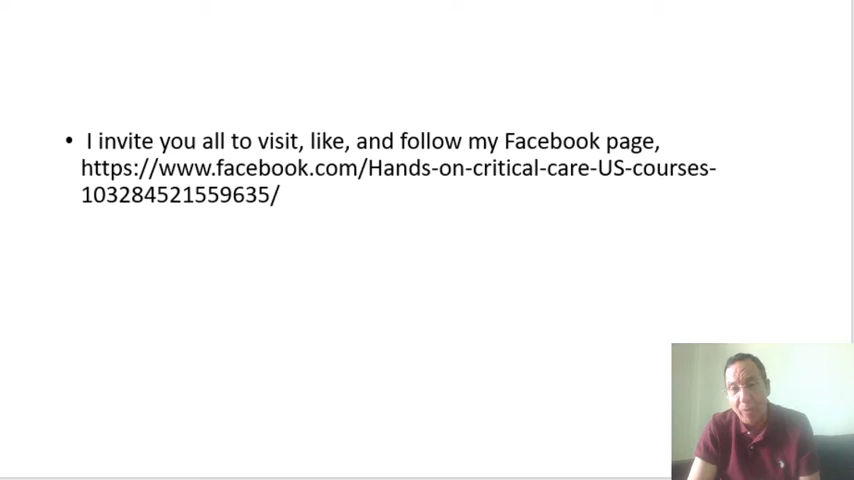 • I invite you all to visit, like, and follow my Facebook page,
https://www.facebook.com/Hands-on-critical-care-US-courses-
103284521559635/